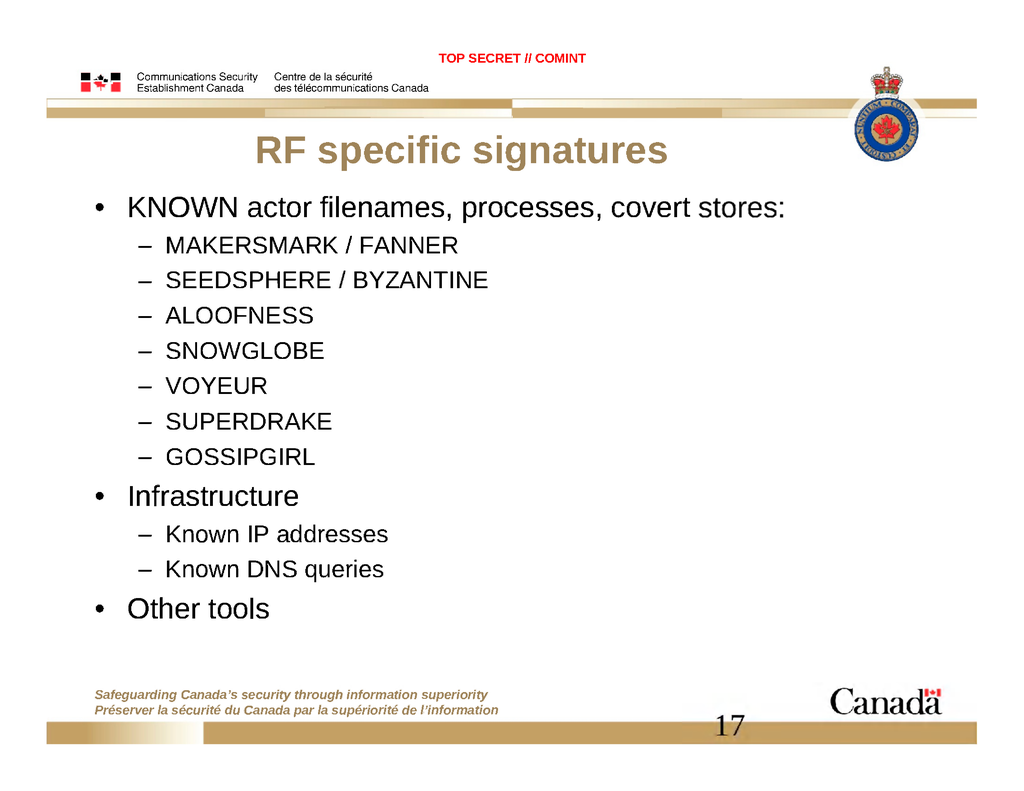 TOP SECRET // COMINT
Communications Security Centre de la sécurité
Establishment Canada des télécommunications Canada
RF specific signatures
• KNOWN actor filenames, processes, covert stores:
– MAKERSMARK / FANNER
– SEEDSPHERE / BYZANTINE
– ALOOFNESS
– SNOWGLOBE
– VOYEUR
– SUPERDRAKE
– GOSSIPGIRL
• Infrastructure
– Known IP addresses
– Known DNS queries
• Other tools
Safeguarding Canada's security through information superiority
Préserver la sécurité du Canada par la supériorité de l'information
Canada
17